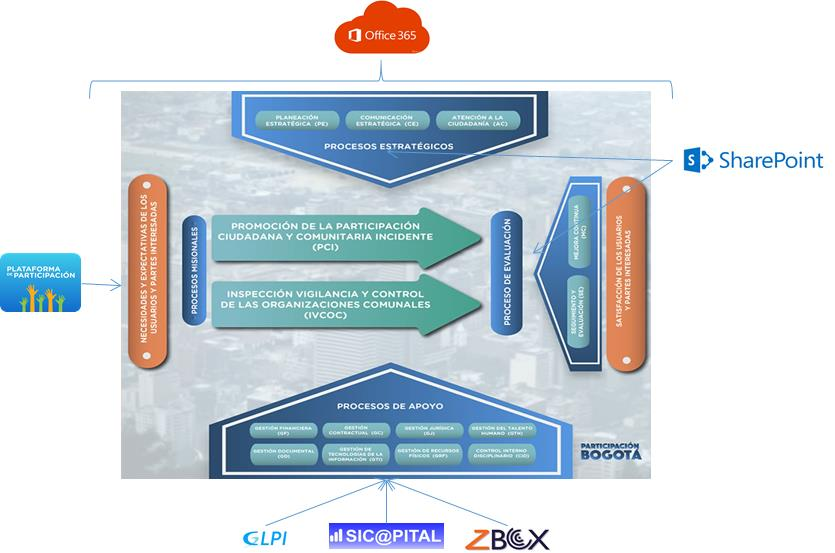 Office 365
PLANEACIÓN
ESTRATÉGICA (PE)
COMUNICACIÓN
ESTRATÉGICA (CE)
ATENCIÓN A LA
CIUDADANÍA (AC)
PROCESOS ESTRATÉGICOS
S
SharePoint
PLATAFORMA
DE PARTICIPACIÓN
NECESIDADES Y EXPECTATIVAS DE LOS
USUARIOS Y PARTES INTERESADAS
PROCESOS MISIONALES
PROMOCIÓN DE LA PARTICIPACIÓN
CIUDADANA Y COMUNITARIA INCIDENTE
(PCI)
INSPECCIÓN VIGILANCIA Y CONTROL
DE LAS ORGANIZACIONES COMUNALES
(IVCOC)
PROCESO DE EVALUACIÓN
MEJORA CONTINUA
(MC)
SEGUIMIENTO Y
EVALUACIÓN (SE)
SATISFACCIÓN DE LOS USUARIOS
Y PARTES INTERESADAS
PROCESOS DE APOYO
GESTIÓN FINANCIERA
(GF)
GESTIÓN
CONTRACTUAL (GC)
GESTIÓN JURÍDICA
(GJ)
GESTIÓN DEL TALENTO
HUMANO (GTH)
GESTIÓN DOCUMENTAL
(GD)
GESTIÓN DE
TECNOLOGÍAS DE LA
INFORMACIÓN (GTI)
GESTIÓN DE RECURSOS
FÍSICOS (GRF)
CONTROL INTERNO
DISCIPLINARIO (CID)
PARTICIPACIÓN
BOGOTÁ
GLPI
SIC@PITAL
ZBOX